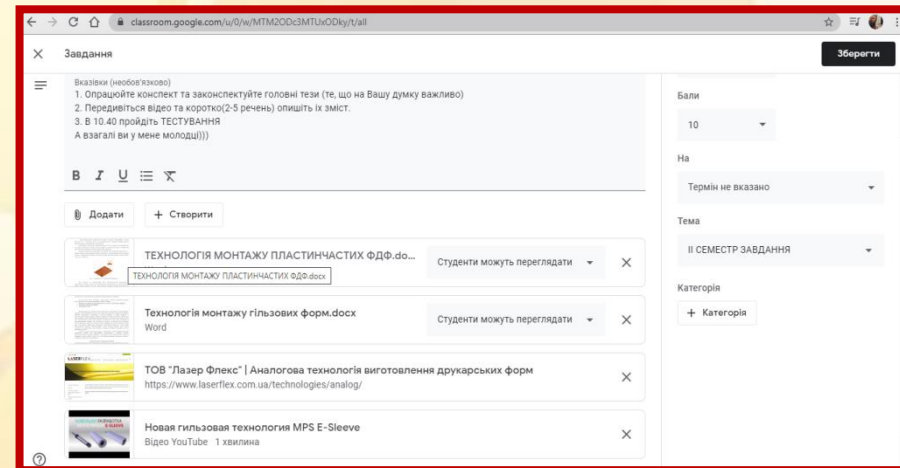 classroom.google.com/u/0/w/MTM2ODc3MTUxODky/t/all
Завдання
Зберегти
Вказівки (необов'язково)
1. Опрацюйте конспект та законспектуйте головні тези (те, що на Вашу думку важливо)
2. Передивіться відео та коротко(2-5 речень) опишіть їх зміст.
3. В 10.40 пройдіть ТЕСТУВАННЯ
А взагалі ви у мене молодці)))
B I U
Додати
+ Створити
ТЕХНОЛОГІЯ МОНТАЖУ ПЛАСТИНЧАСТИХ ФДФ.do...
ТЕХНОЛОГІЯ МОНТАЖУ ПЛАСТИНЧАСТИХ ФДФ.docx
Студенти можуть переглядати
Технологія монтажу гільзових форм.docx
Word
Студенти можуть переглядати
ТОВ "Лазер Флекс" | Аналогова технологія виготовлення друкарських форм
https://www.laserflex.com.ua/technologies/analog/
Новая гильзовая технология MPS E-Sleeve
Відео YouTube 1 хвилина
Бали
10
На
Термін не вказано
Тема
ІІ СЕМЕСТР ЗАВДАННЯ
Категорія
+ Категорія